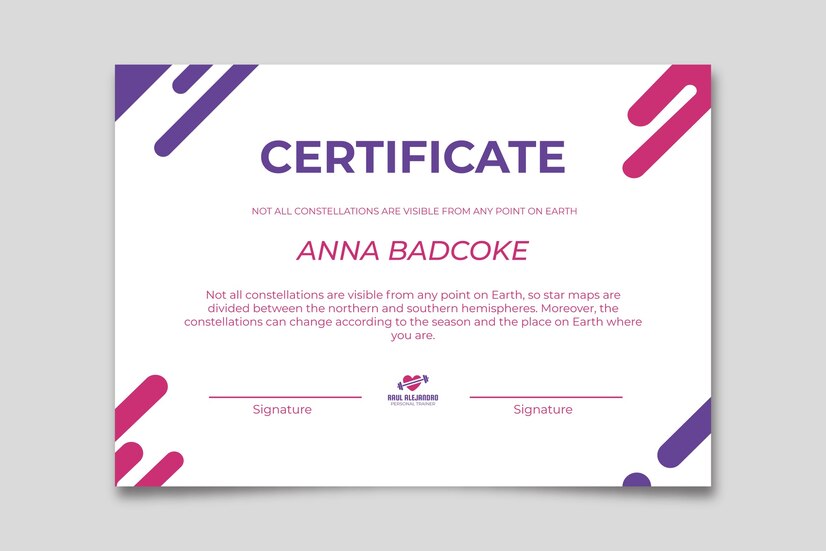 CERTIFICATE
NOT ALL CONSTELLATIONS ARE VISIBLE FROM ANY POINT ON EARTH
ANNA BADCOKE
Not all constellations are visible from any point on Earth, so star maps are
divided between the northern and southern hemispheres. Moreover, the
constellations can change according to the season and the place on Earth where
you are.
RAUL ALEJANDRO
PERSONAL TRAINER
Signature
Signature